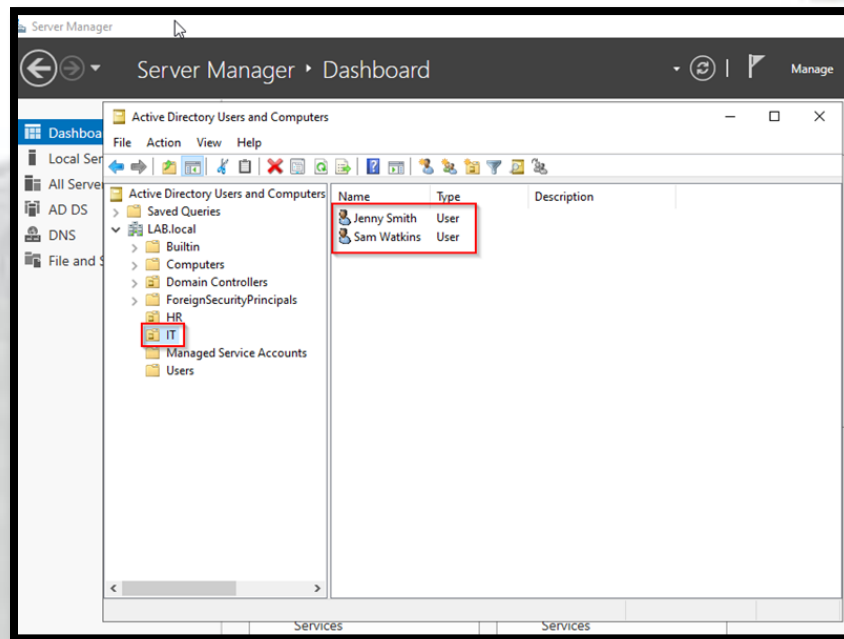 Server Manager
Server Manager • Dashboard
Manage
Active Directory Users and Computers
File Action View Help
Dashboa
Local Ser
All Server
AD DS
DNS
File and S
Active Directory Users and Computers
Saved Queries
LAB.local
Builtin
Computers
Domain Controllers
ForeignSecurityPrincipals
HR
IT
Managed Service Accounts
Users
Name Type Description
Jenny Smith User
Sam Watkins User
Services Services